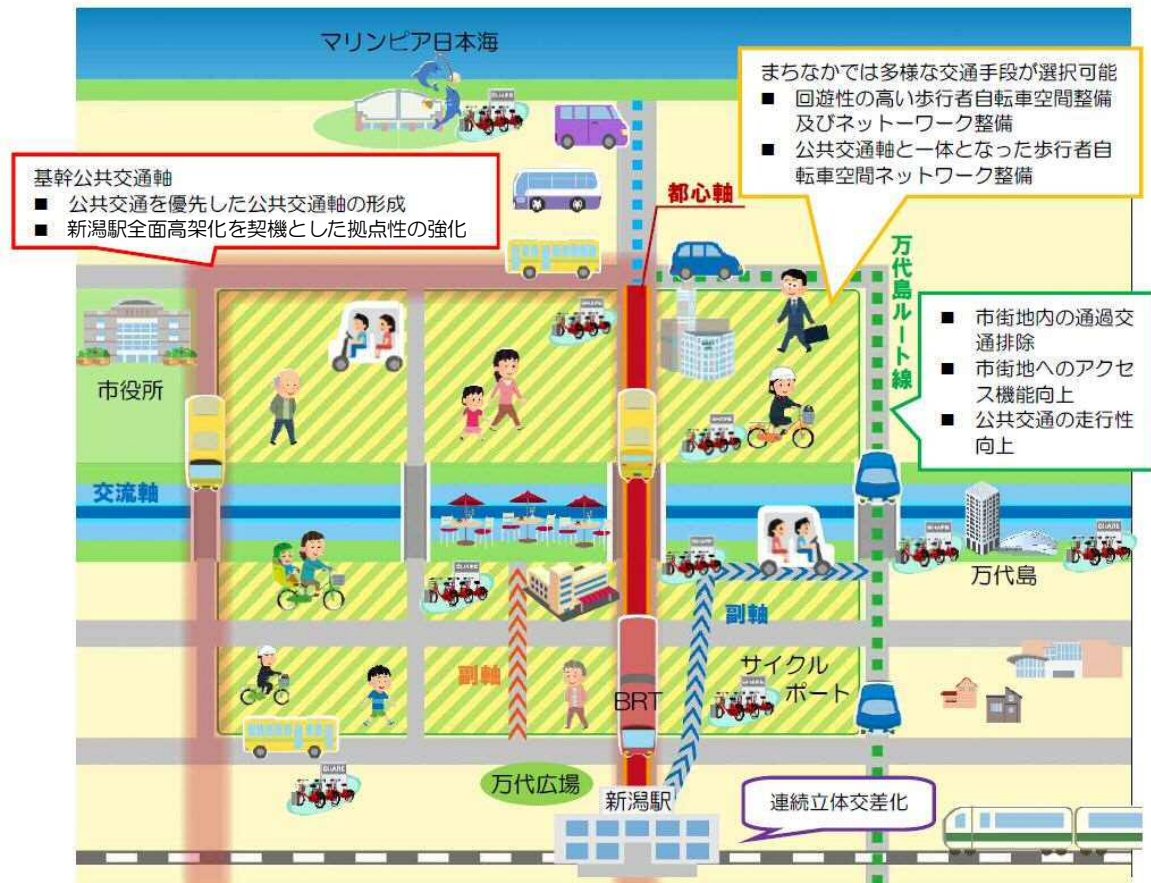 マリンピア日本海
まちなかでは多様な交通手段が選択可能
■ 回遊性の高い歩行者自転車空間整備
及びネットーワーク整備
■ 公共交通軸と一体となった歩行者自
転車空間ネットワーク整備
基幹公共交通軸
■ 公共交通を優先した公共交通軸の形成
■ 新潟駅全面高架化を契機とした拠点性の強化
都心軸
万代島ルート線
■ 市街地内の通過交
通排除
■ 市街地へのアクセ
ス機能向上
■ 公共交通の走行性
向上
市役所
交流軸
万代島
副軸
副軸
サイクル
ポート
BRT
万代広場
新潟駅
連続立体交差化